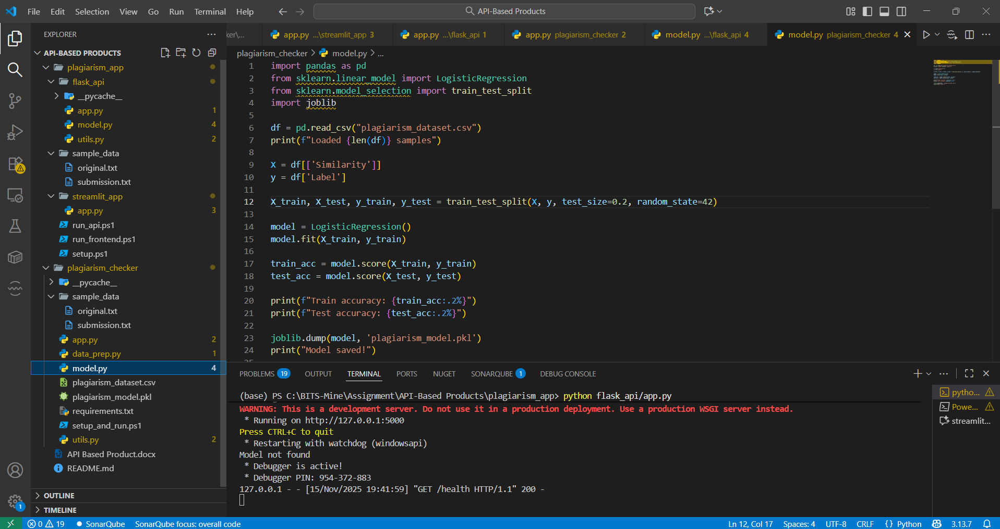 File Edit Selection View Go Run Terminal Help
API-Based Products
EXPLORER
API-BASED PRODUCTS
plagiarism_app
flask_api
__pycache__
app.py 1
model.py 4
utils.py 2
sample_data
original.txt
submission.txt
streamlit_app
app.py 3
run_api.ps1
run_frontend.ps1
setup.ps1
plagiarism_checker
__pycache__
sample_data
original.txt
submission.txt
app.py 2
data_prep.py 1
model.py 4
plagiarism_dataset.csv
plagiarism_model.pkl
requirements.txt
setup_and_run.ps1
utils.py 2
API Based Product.docx
README.md
OUTLINE
TIMELINE
1
ker\... app.py ...\streamlit_app 3 app.py ...\flask_api 1 app.py plagiarism_checker 2 model.py ...\flask_api 4 model.py plagiarism_checker 4
plagiarism_checker > model.py > ...
1 import pandas as pd
2 from sklearn.linear_model import LogisticRegression
3 from sklearn.model_selection import train_test_split
4 import joblib
5
6 df = pd.read_csv("plagiarism_dataset.csv")
7 print(f"Loaded {len(df)} samples")
8
9 X = df[['Similarity']]
10 y = df['Label']
11
12 X_train, X_test, y_train, y_test = train_test_split(X, y, test_size=0.2, random_state=42)
13
14 model = LogisticRegression()
15 model.fit(X_train, y_train)
16
17 train_acc = model.score(X_train, y_train)
18 test_acc = model.score(X_test, y_test)
19
20 print(f"Train accuracy: {train_acc:.2%}")
21 print(f"Test accuracy: {test_acc:.2%}")
22
23 joblib.dump(model, 'plagiarism_model.pkl')
24 print("Model saved!")
25
PROBLEMS 19 OUTPUT TERMINAL PORTS NUGET SONARQUBE 1 DEBUG CONSOLE
(base) PS C:\BITS-Mine\Assignment\API-Based Products\plagiarism_app> python flask_api/app.py
WARNING: This is a development server. Do not use it in a production deployment. Use a production WSGI server instead.
* Running on http://127.0.0.1:5000
Press CTRL+C to quit
* Restarting with watchdog (windowsapi)
Model not found
* Debugger is active!
* Debugger PIN: 954-372-883
127.0.0.1 - - [15/Nov/2025 19:41:59] "GET /health HTTP/1.1" 200 -
pytho...
Powe...
streamlit...
0 19 SonarQube SonarQube focus: overall code Ln 12, Col 17 Spaces: 4 UTF-8 CRLF {} Python 3.13.7